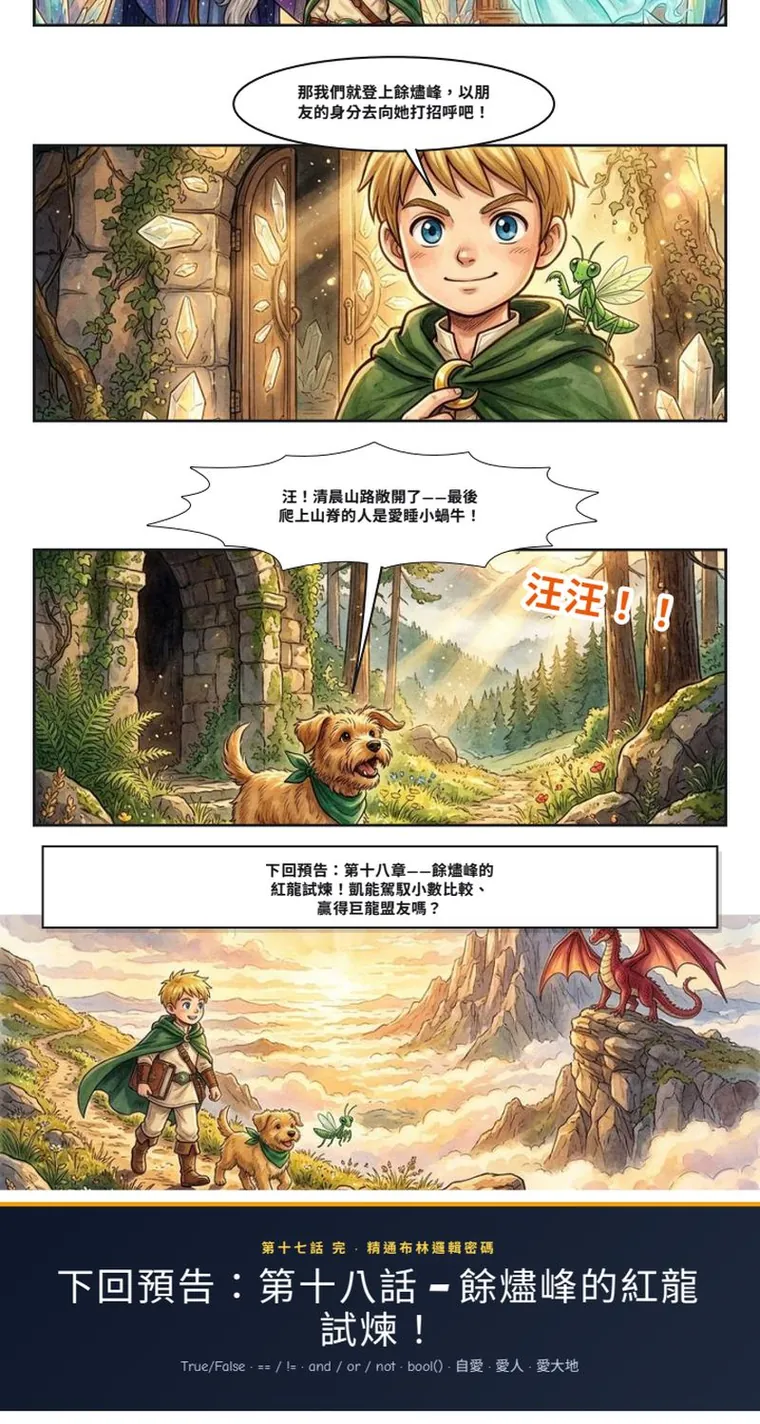 那我們就登上餘燼峰，以朋
友的身分去向她打招呼吧！
汪！清晨山路敞開了——最後
爬上山脊的人是愛睡小蝸牛！
汪汪！！
下回預告：第十八章——餘燼峰的
紅龍試煉！凱能駕馭小數比較、
贏得巨龍盟友嗎？
第十七話 完 · 精通布林邏輯密碼
下回預告：第十八話 – 餘燼峰的紅龍
試煉！
True/False · == / != · and / or / not · bool() · 自愛 · 愛人 · 愛大地